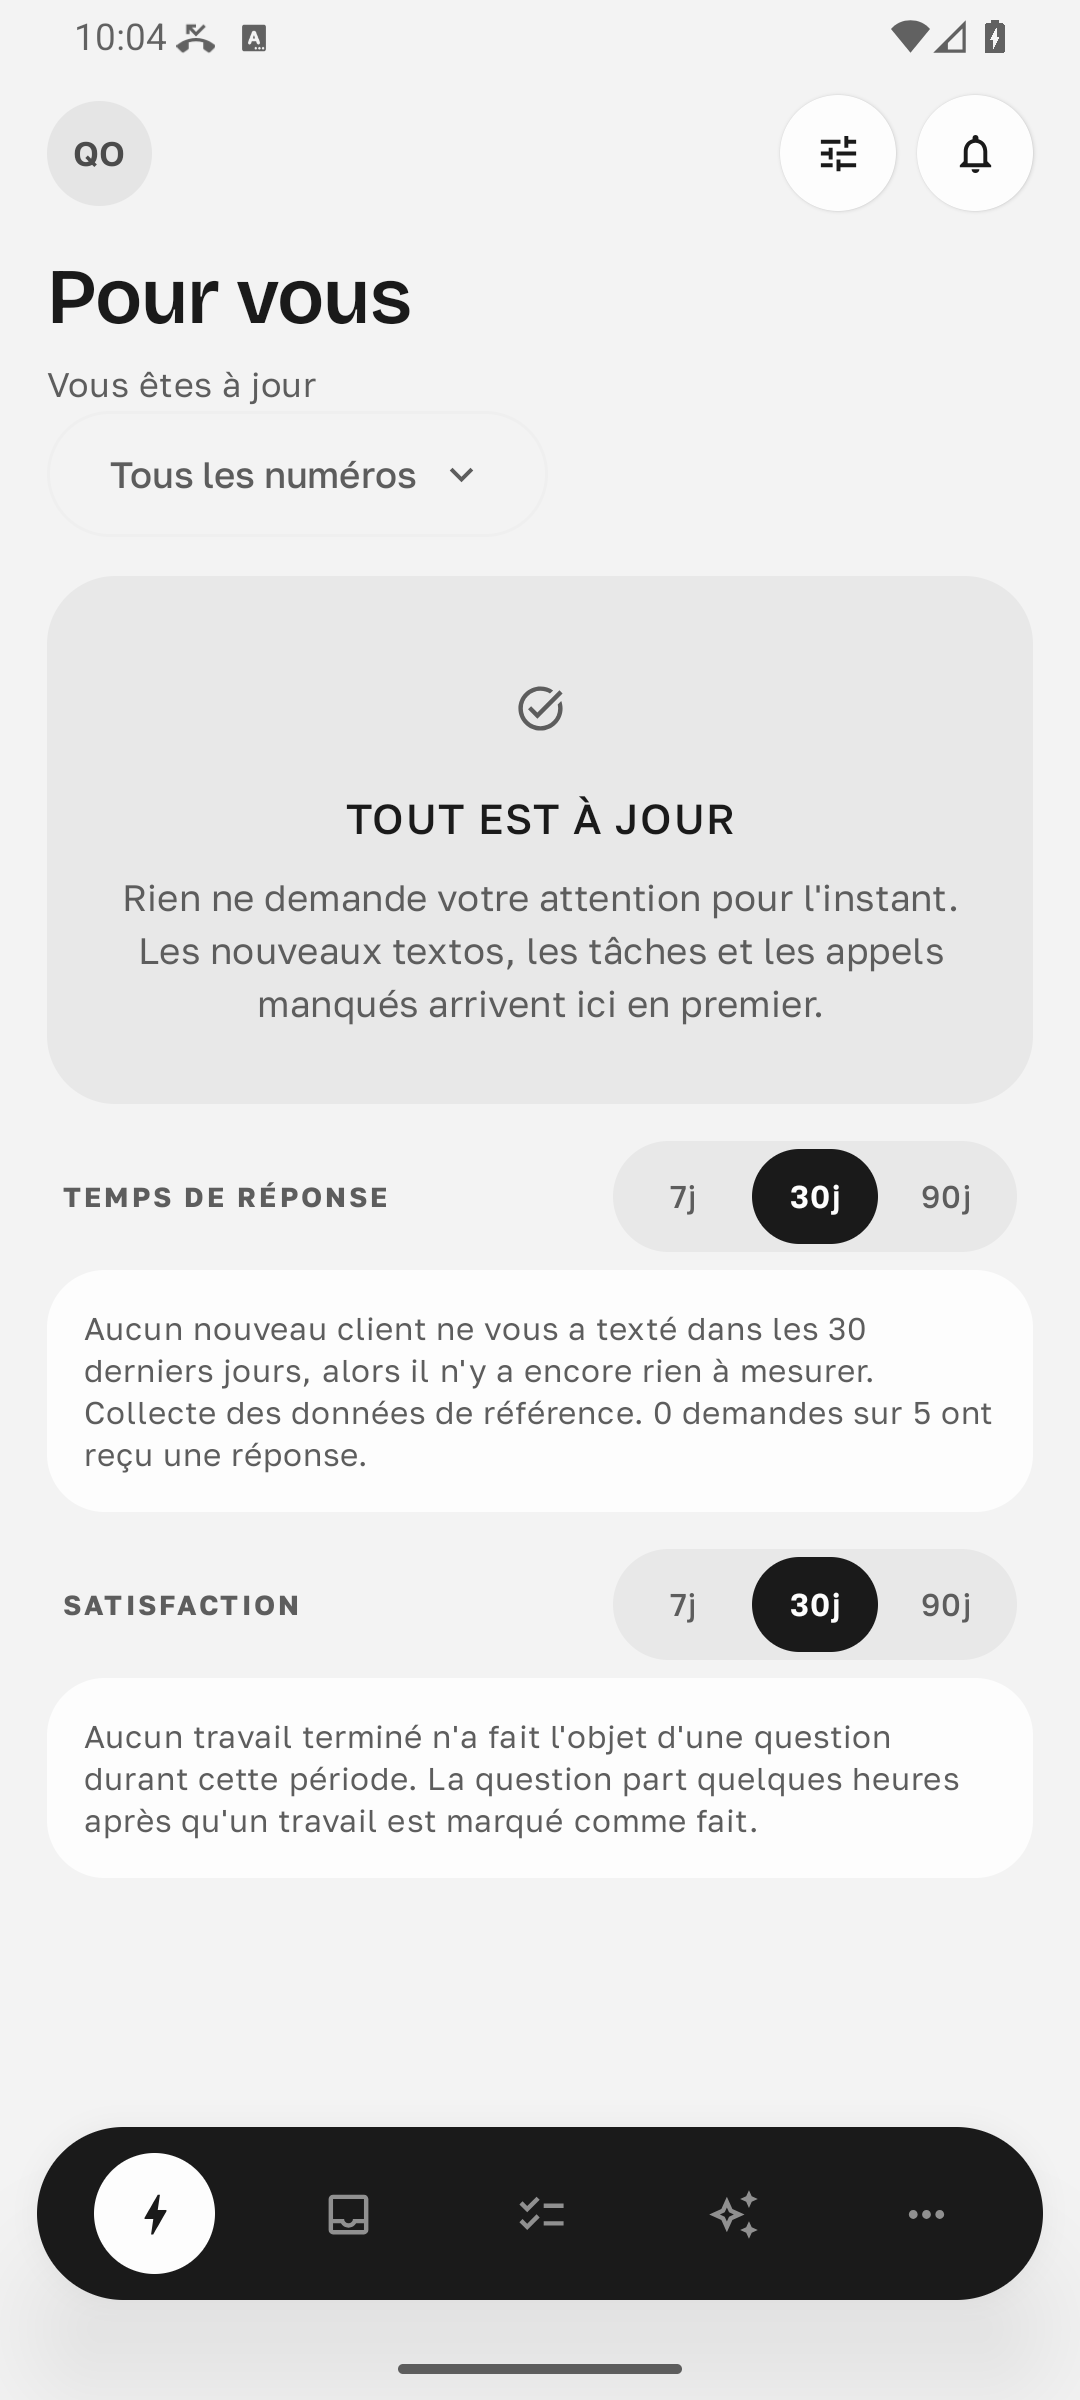 10:04
QO
Pour vous
Vous êtes à jour
Tous les numéros
TOUT EST À JOUR
Rien ne demande votre attention pour l'instant.
Les nouveaux textos, les tâches et les appels
manqués arrivent ici en premier.
TEMPS DE RÉPONSE
7j 30j 90j
Aucun nouveau client ne vous a texté dans les 30
derniers jours, alors il n'y a encore rien à mesurer.
Collecte des données de référence. 0 demandes sur 5 ont
reçu une réponse.
SATISFACTION
7j 30j 90j
Aucun travail terminé n'a fait l'objet d'une question
durant cette période. La question part quelques heures
après qu'un travail est marqué comme fait.